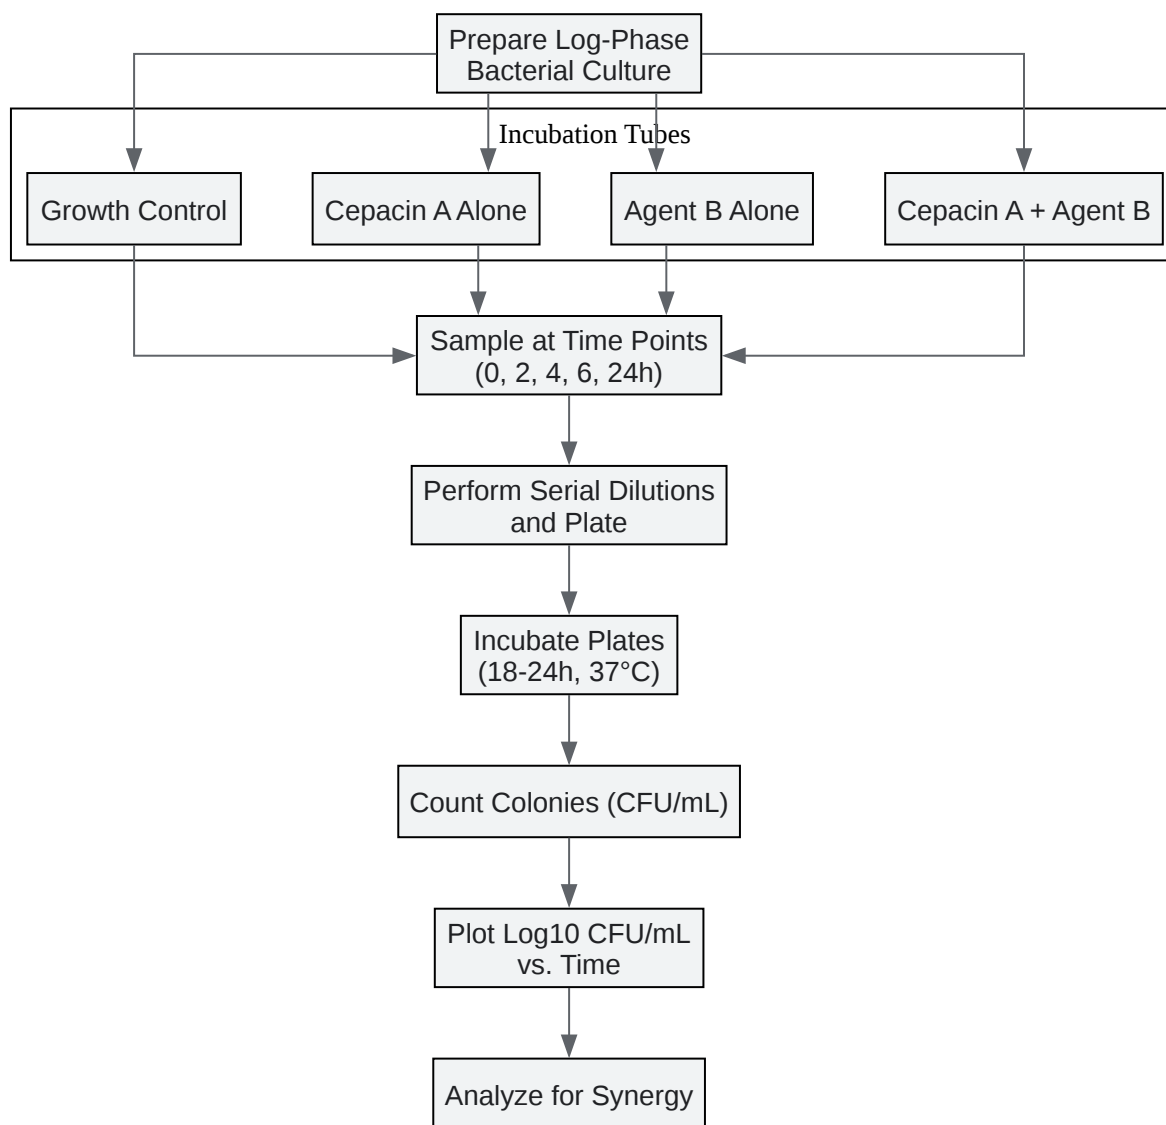 Prepare Log-Phase
Bacterial Culture
Incubation Tubes
Growth Control
Cepacin A Alone
Agent B Alone
Cepacin A + Agent B
Sample at Time Points
(0, 2, 4, 6, 24h)
Perform Serial Dilutions
and Plate
Incubate Plates
(18-24h, 37°C)
Count Colonies (CFU/mL)
Plot Log10 CFU/mL
vs. Time
Analyze for Synergy